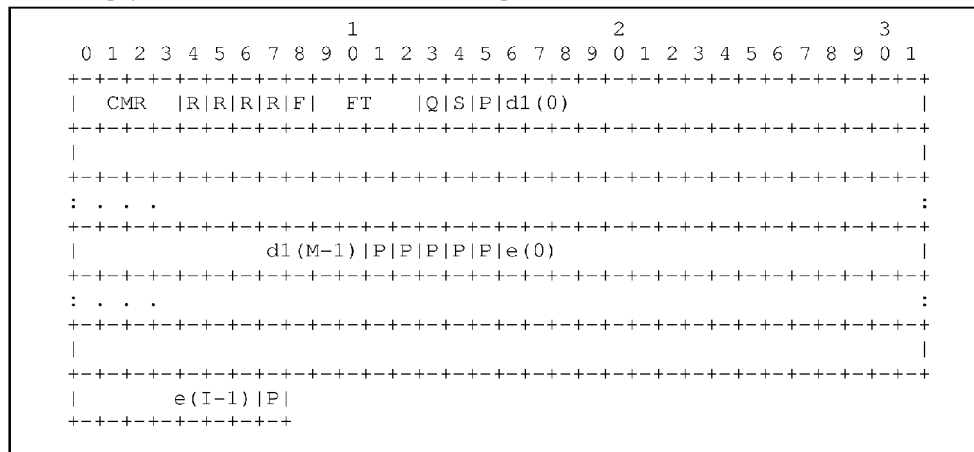 1                   2                   3
 0 1 2 3 4 5 6 7 8 9 0 1 2 3 4 5 6 7 8 9 0 1 2 3 4 5 6 7 8 9 0 1
+-+-+-+-+-+-+-+-+-+-+-+-+-+-+-+-+-+-+-+-+-+-+-+-+-+-+-+-+-+-+-+-+
|  CMR  |R|R|R|R|F|  FT   |Q|S|P|d1(0)                          |
+-+-+-+-+-+-+-+-+-+-+-+-+-+-+-+-+-+-+-+-+-+-+-+-+-+-+-+-+-+-+-+-+
|                                                               |
+-+-+-+-+-+-+-+-+-+-+-+-+-+-+-+-+-+-+-+-+-+-+-+-+-+-+-+-+-+-+-+-+
: . . .                                                         :
+-+-+-+-+-+-+-+-+-+-+-+-+-+-+-+-+-+-+-+-+-+-+-+-+-+-+-+-+-+-+-+-+
|              d1(M-1)|P|P|P|P|P|e(0)                           |
+-+-+-+-+-+-+-+-+-+-+-+-+-+-+-+-+-+-+-+-+-+-+-+-+-+-+-+-+-+-+-+-+
: . . .                                                         :
+-+-+-+-+-+-+-+-+-+-+-+-+-+-+-+-+-+-+-+-+-+-+-+-+-+-+-+-+-+-+-+-+
|                                                               |
+-+-+-+-+-+-+-+-+-+-+-+-+-+-+-+-+-+-+-+-+-+-+-+-+-+-+-+-+-+-+-+-+
|       e(I-1)|P|
+-+-+-+-+-+-+-+-+